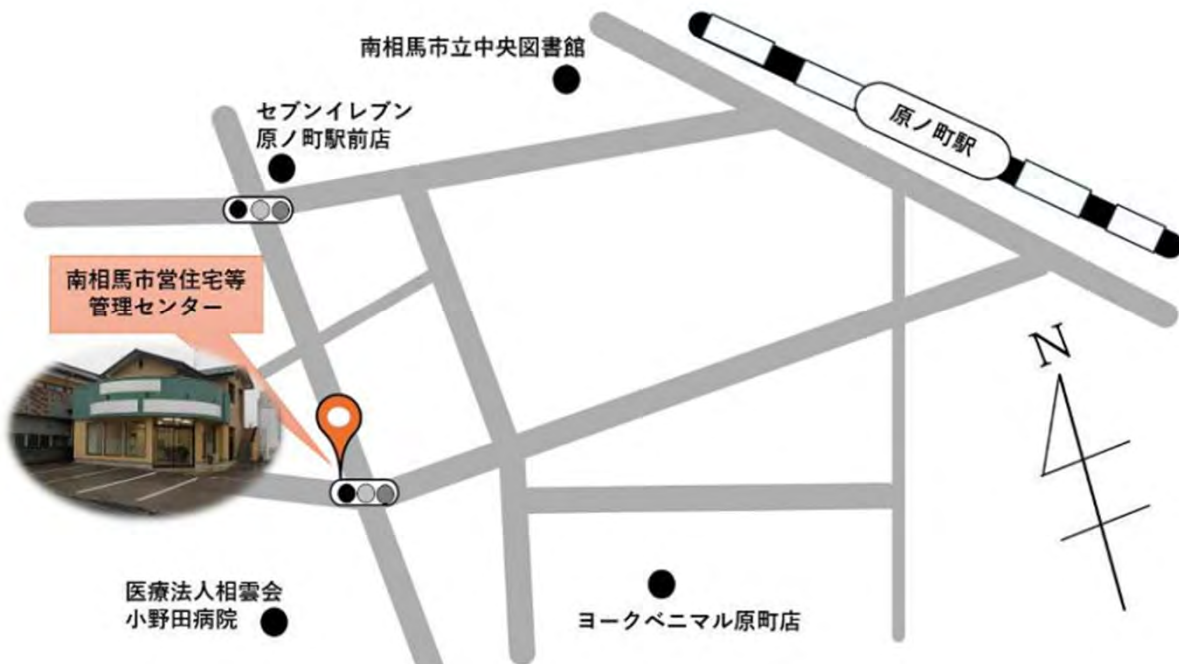 南相馬市立中央図書館
セブンイレブン
原ノ町駅前店
原ノ町駅
南相馬市営住宅等
管理センター
N
医療法人相雲会
小野田病院
ヨークベニマル原町店